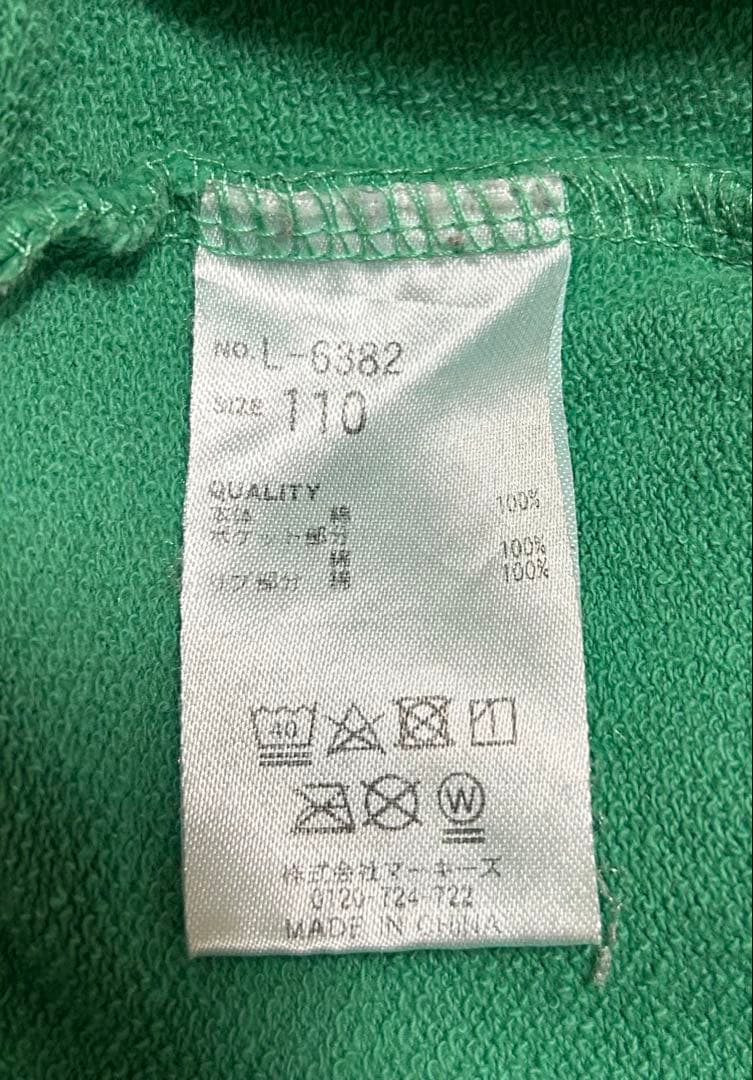 NO. L-6382
SIZE 110
QUALITY
本体 綿 100%
ポケット部分
綿 100%
リブ部分 綿 100%
40
W
株式会社マーキーズ
0120-724-722
MADE IN CHINA